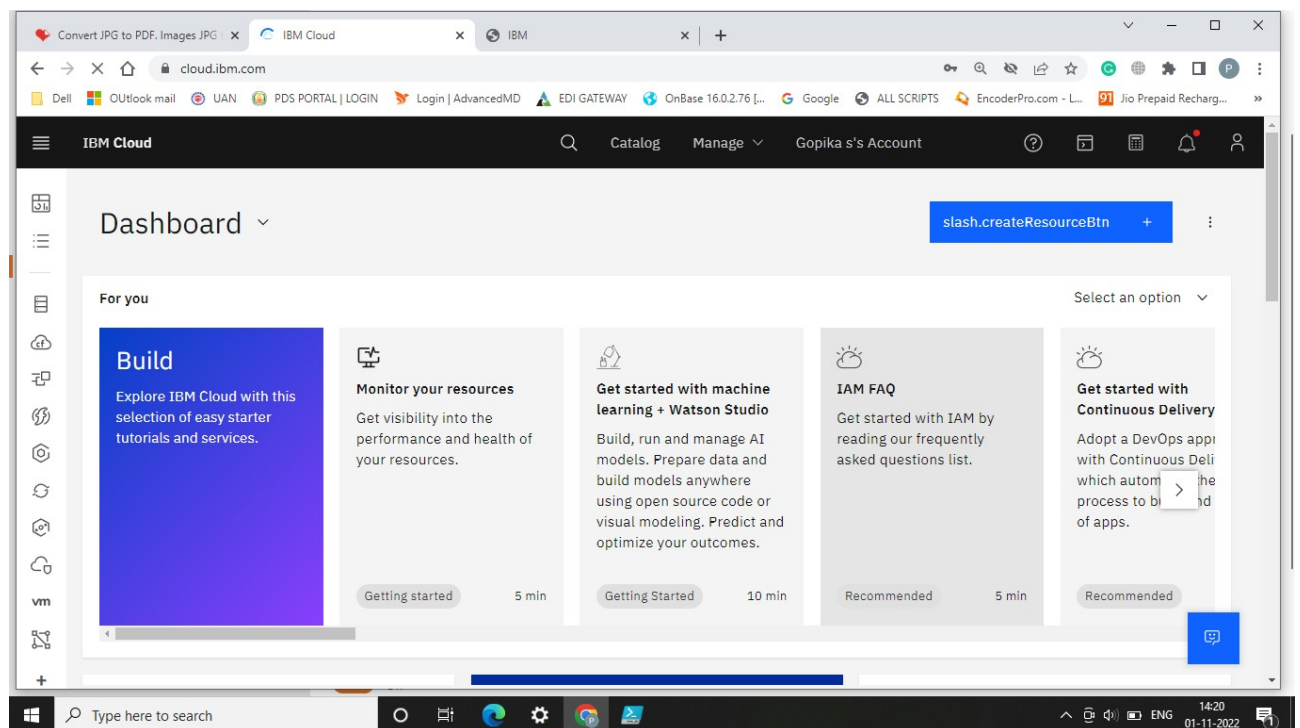 Convert JPG to PDF. Images JPG
IBM Cloud
IBM
cloud.ibm.com
Dell
OUtlook mail
UAN
PDS PORTAL | LOGIN
Login | AdvancedMD
EDI GATEWAY
OnBase 16.0.2.76 [...
Google
ALL SCRIPTS
EncoderPro.com - L...
Jio Prepaid Recharg...
IBM Cloud
Catalog
Manage
Gopika s's Account
Dashboard
slash.createResourceBtn +
For you
Select an option
Build
Explore IBM Cloud with this
selection of easy starter
tutorials and services.
Monitor your resources
Get visibility into the
performance and health of
your resources.
Getting started
5 min
Get started with machine
learning + Watson Studio
Build, run and manage AI
models. Prepare data and
build models anywhere
using open source code or
visual modeling. Predict and
optimize your outcomes.
Getting Started
10 min
IAM FAQ
Get started with IAM by
reading our frequently
asked questions list.
Recommended
5 min
Get started with
Continuous Delivery
Adopt a DevOps
with Continuous
which
process to
of apps.
Recommended
cf
vm
Type here to search
ENG
14:20
01-11-2022